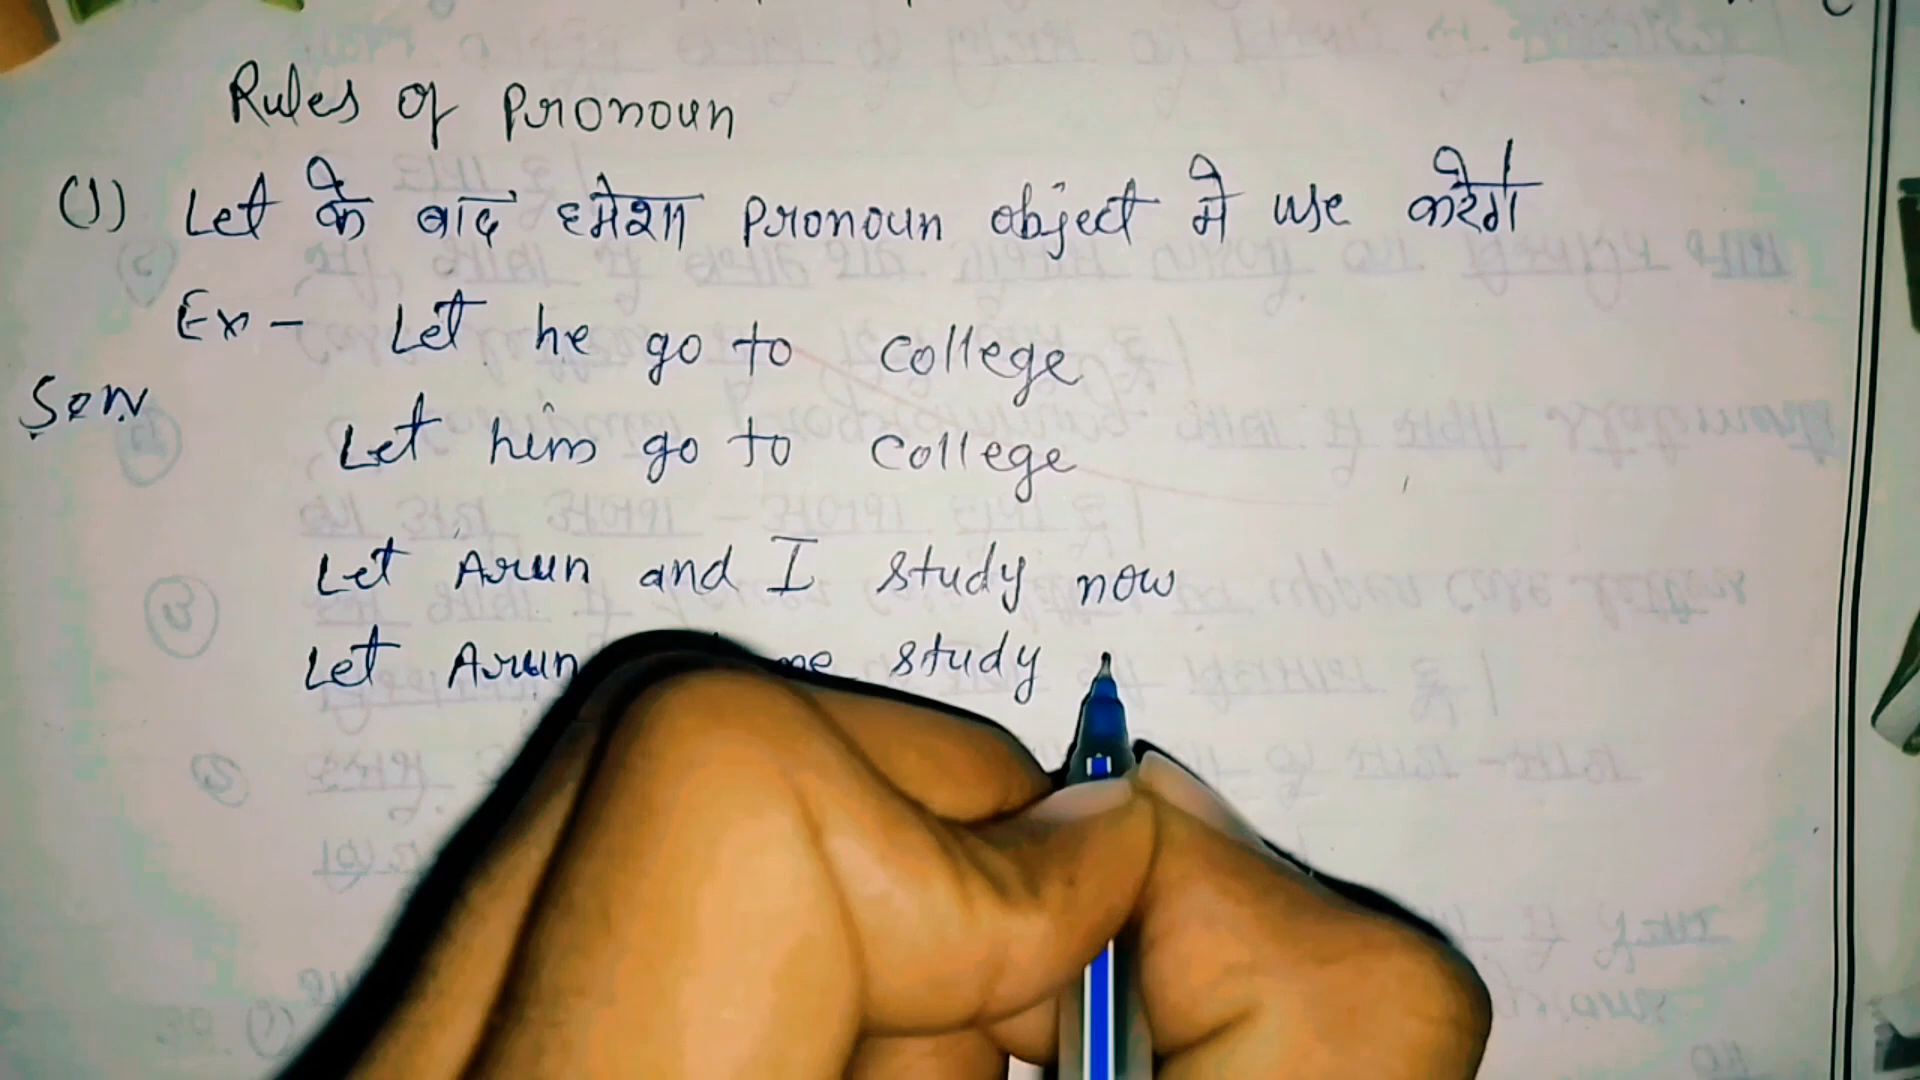 Rules of Pronoun
(1) Let के बाद हमेशा Pronoun object में use करेगें
Ex - Let he go to college
Let him go to college
Let Arun and I study now
Let Arun me study